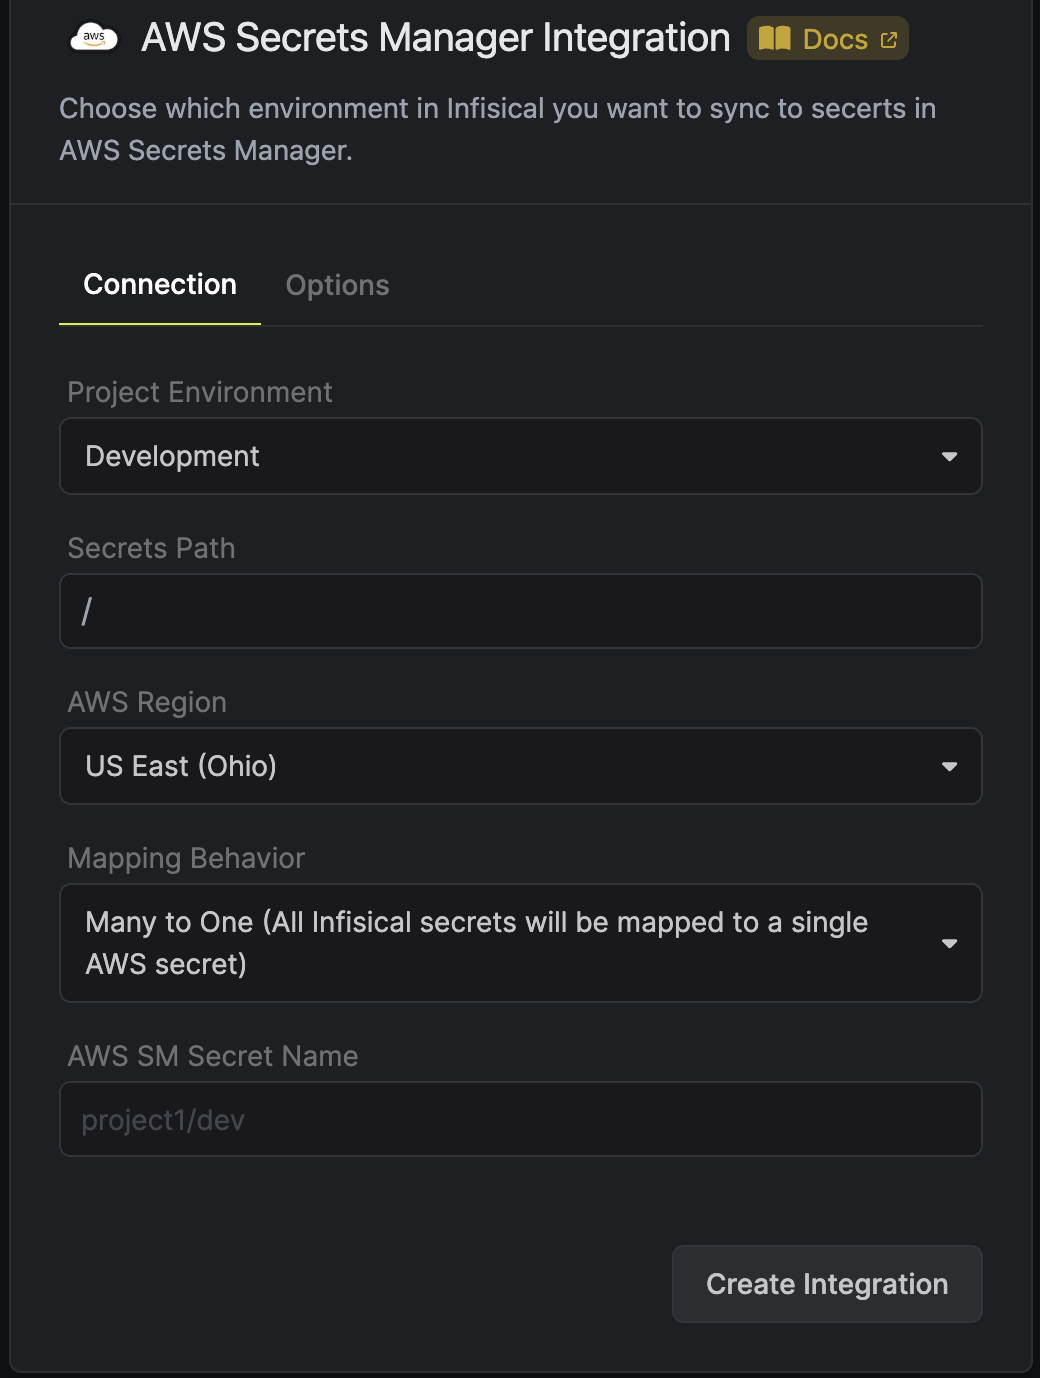 aws
AWS Secrets Manager Integration
Docs
Choose which environment in Infisical you want to sync to secerts in
AWS Secrets Manager.
Connection
Options
Project Environment
Development
Secrets Path
/
AWS Region
US East (Ohio)
Mapping Behavior
Many to One (All Infisical secrets will be mapped to a single
AWS secret)
AWS SM Secret Name
project1/dev
Create Integration